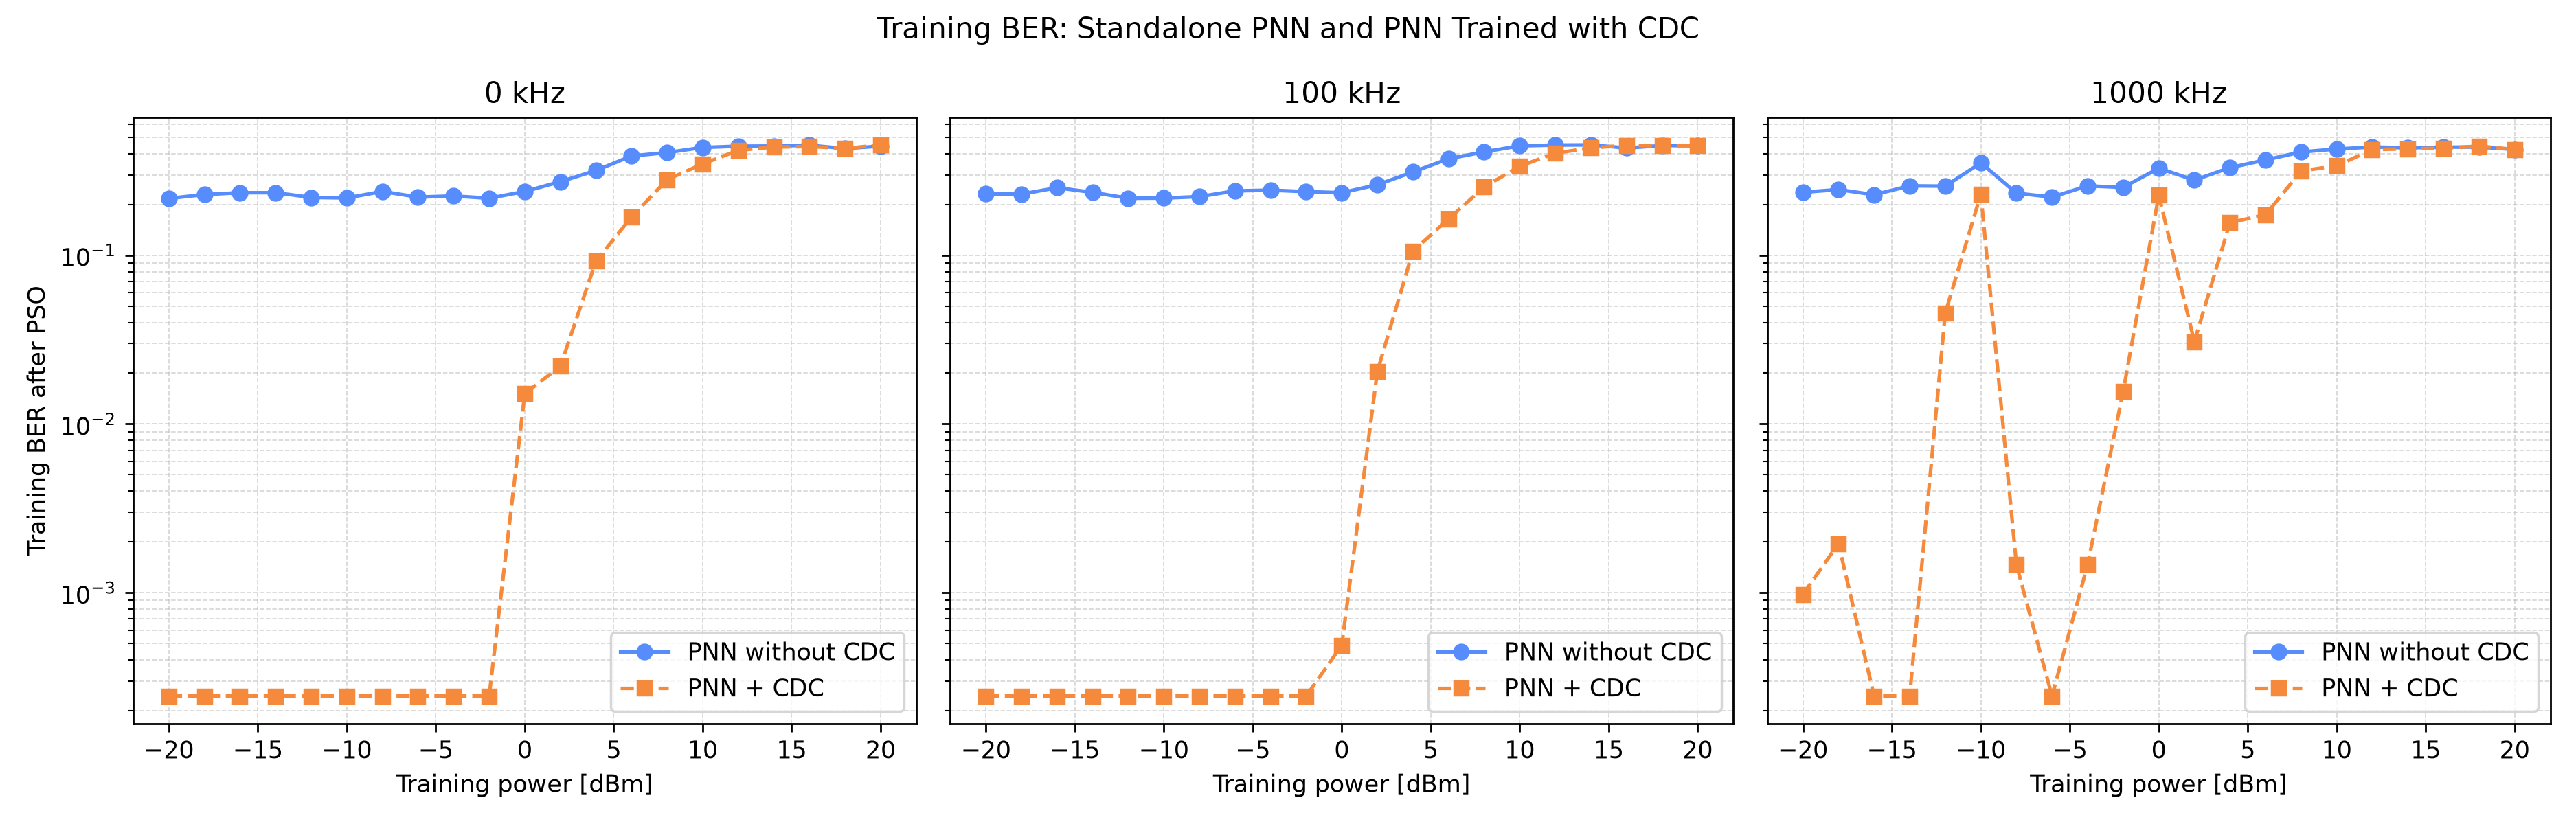 Training BER: Standalone PNN and PNN Trained with CDC
0 kHz
100 kHz
1000 kHz
Training BER after PSO
10⁻¹
10⁻²
10⁻³
PNN without CDC
PNN + CDC
PNN without CDC
PNN + CDC
PNN without CDC
PNN + CDC
−20 −15 −10 −5 0 5 10 15 20
−20 −15 −10 −5 0 5 10 15 20
−20 −15 −10 −5 0 5 10 15 20
Training power [dBm]
Training power [dBm]
Training power [dBm]